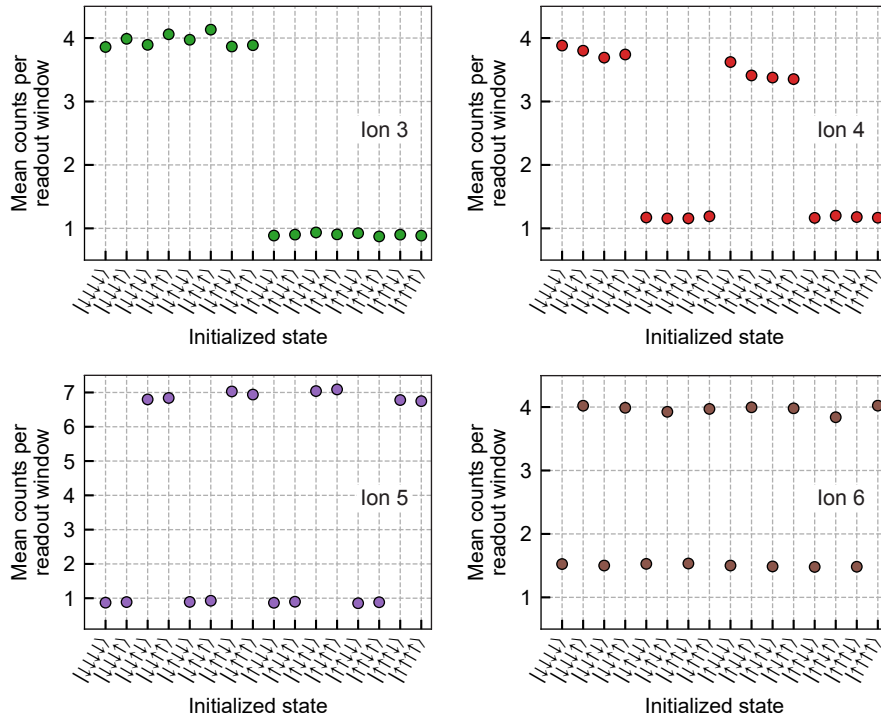 Mean counts per
readout window
4
3
2
1
Ion 3
|↓↓↓↓⟩ |↓↓↓↑⟩ |↓↓↑↓⟩ |↓↓↑↑⟩ |↓↑↓↓⟩ |↓↑↓↑⟩ |↓↑↑↓⟩ |↓↑↑↑⟩ |↑↓↓↓⟩ |↑↓↓↑⟩ |↑↓↑↓⟩ |↑↓↑↑⟩ |↑↑↓↓⟩ |↑↑↓↑⟩ |↑↑↑↓⟩ |↑↑↑↑⟩
Initialized state
Mean counts per
readout window
4
3
2
1
Ion 4
|↓↓↓↓⟩ |↓↓↓↑⟩ |↓↓↑↓⟩ |↓↓↑↑⟩ |↓↑↓↓⟩ |↓↑↓↑⟩ |↓↑↑↓⟩ |↓↑↑↑⟩ |↑↓↓↓⟩ |↑↓↓↑⟩ |↑↓↑↓⟩ |↑↓↑↑⟩ |↑↑↓↓⟩ |↑↑↓↑⟩ |↑↑↑↓⟩ |↑↑↑↑⟩
Initialized state
Mean counts per
readout window
7
6
5
4
3
2
1
Ion 5
|↓↓↓↓⟩ |↓↓↓↑⟩ |↓↓↑↓⟩ |↓↓↑↑⟩ |↓↑↓↓⟩ |↓↑↓↑⟩ |↓↑↑↓⟩ |↓↑↑↑⟩ |↑↓↓↓⟩ |↑↓↓↑⟩ |↑↓↑↓⟩ |↑↓↑↑⟩ |↑↑↓↓⟩ |↑↑↓↑⟩ |↑↑↑↓⟩ |↑↑↑↑⟩
Initialized state
Mean counts per
readout window
4
3
2
1
Ion 6
|↓↓↓↓⟩ |↓↓↓↑⟩ |↓↓↑↓⟩ |↓↓↑↑⟩ |↓↑↓↓⟩ |↓↑↓↑⟩ |↓↑↑↓⟩ |↓↑↑↑⟩ |↑↓↓↓⟩ |↑↓↓↑⟩ |↑↓↑↓⟩ |↑↓↑↑⟩ |↑↑↓↓⟩ |↑↑↓↑⟩ |↑↑↑↓⟩ |↑↑↑↑⟩
Initialized state